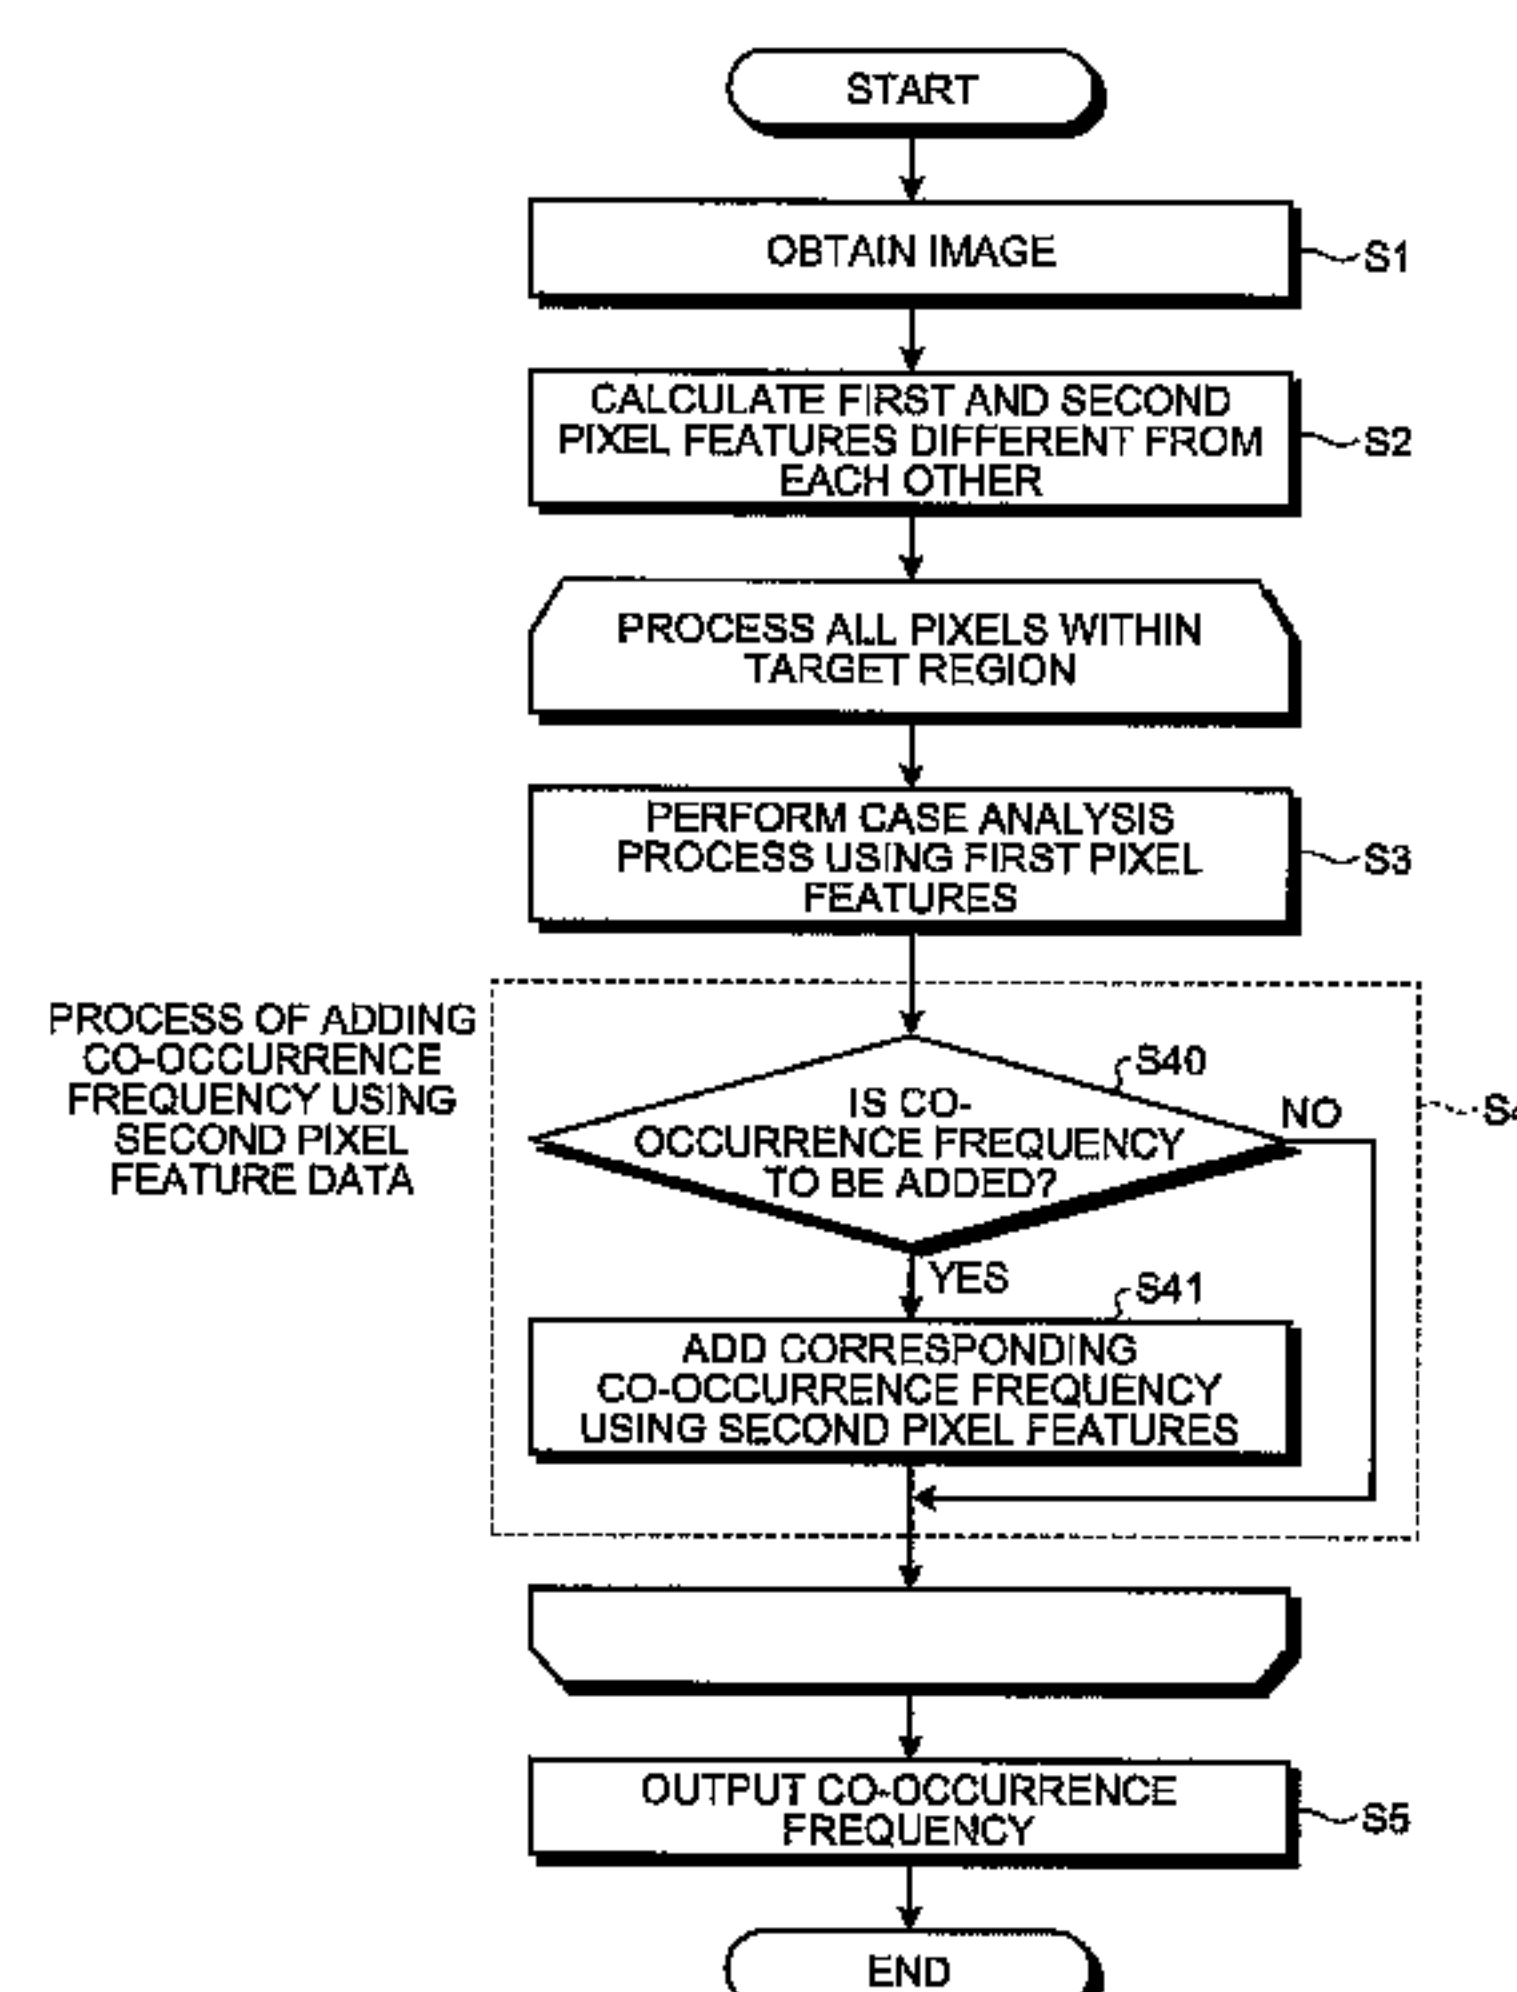 START
OBTAIN IMAGE
S1
CALCULATE FIRST AND SECOND
PIXEL FEATURES DIFFERENT FROM
EACH OTHER
S2
PROCESS ALL PIXELS WITHIN
TARGET REGION
PERFORM CASE ANALYSIS
PROCESS USING FIRST PIXEL
FEATURES
S3
PROCESS OF ADDING
CO-OCCURRENCE
FREQUENCY USING
SECOND PIXEL
FEATURE DATA
S40
IS CO-
OCCURRENCE FREQUENCY
TO BE ADDED?
NO
S4
YES
S41
ADD CORRESPONDING
CO-OCCURRENCE FREQUENCY
USING SECOND PIXEL FEATURES
OUTPUT CO-OCCURRENCE
FREQUENCY
S5
END